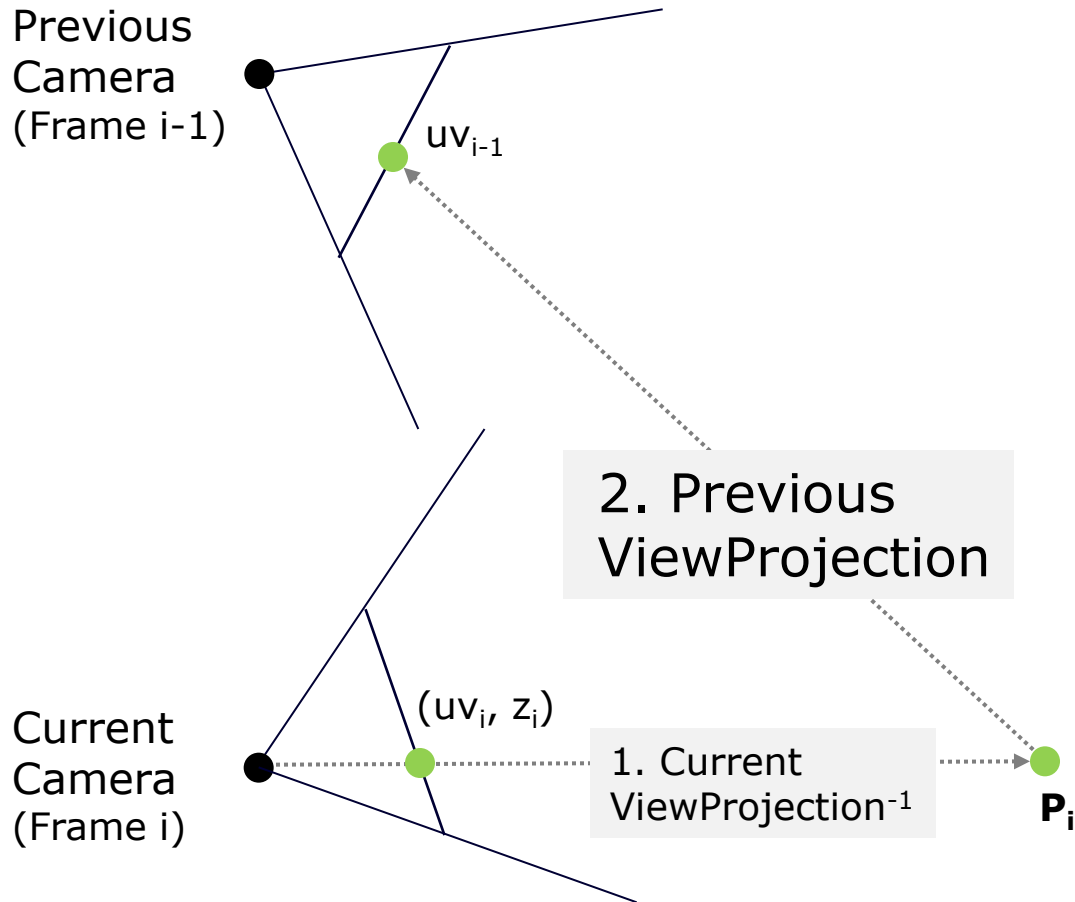 Previous
Camera
(Frame i-1)
uvᵢ₋₁
2. Previous
ViewProjection
(uvᵢ, zᵢ)
Current
Camera
(Frame i)
1. Current
ViewProjection⁻¹
Pᵢ